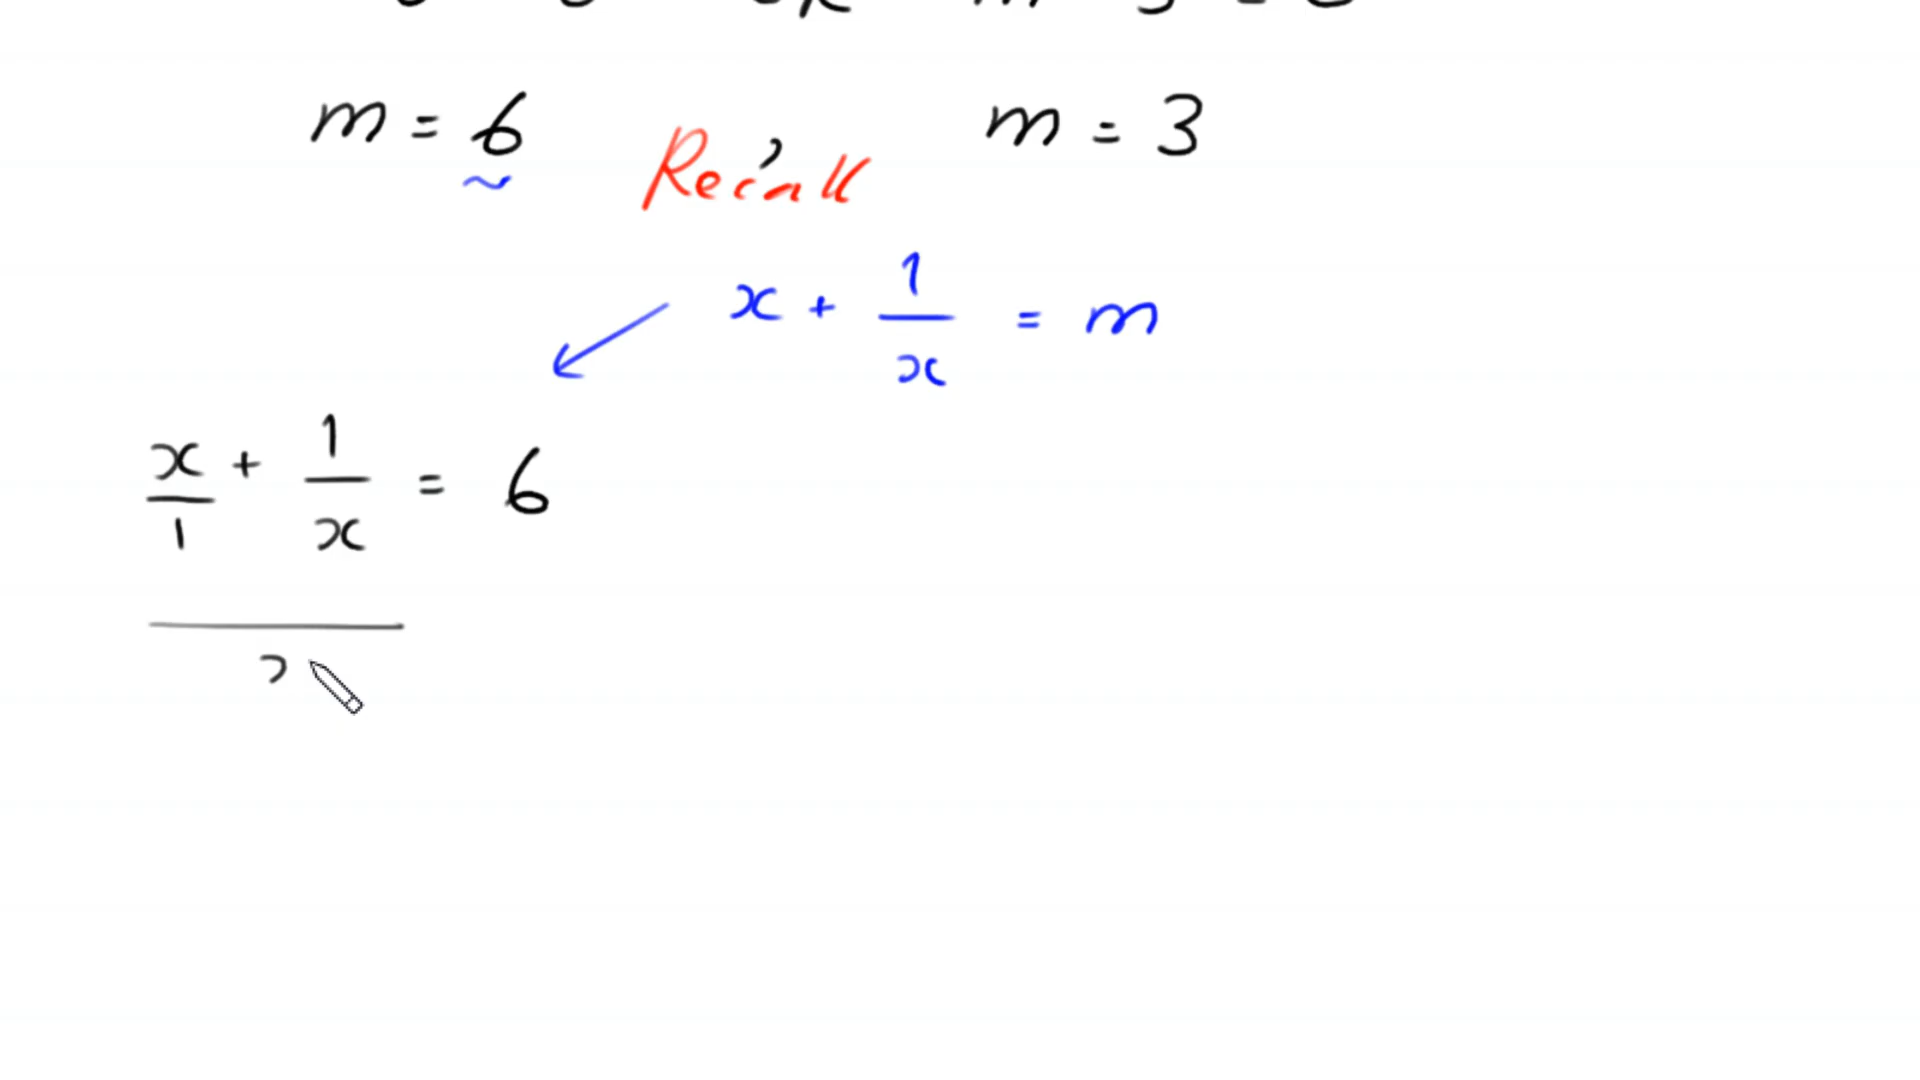 m = 6 , m = 3
Recall
x + 1/x = m
x/1 + 1/x = 6